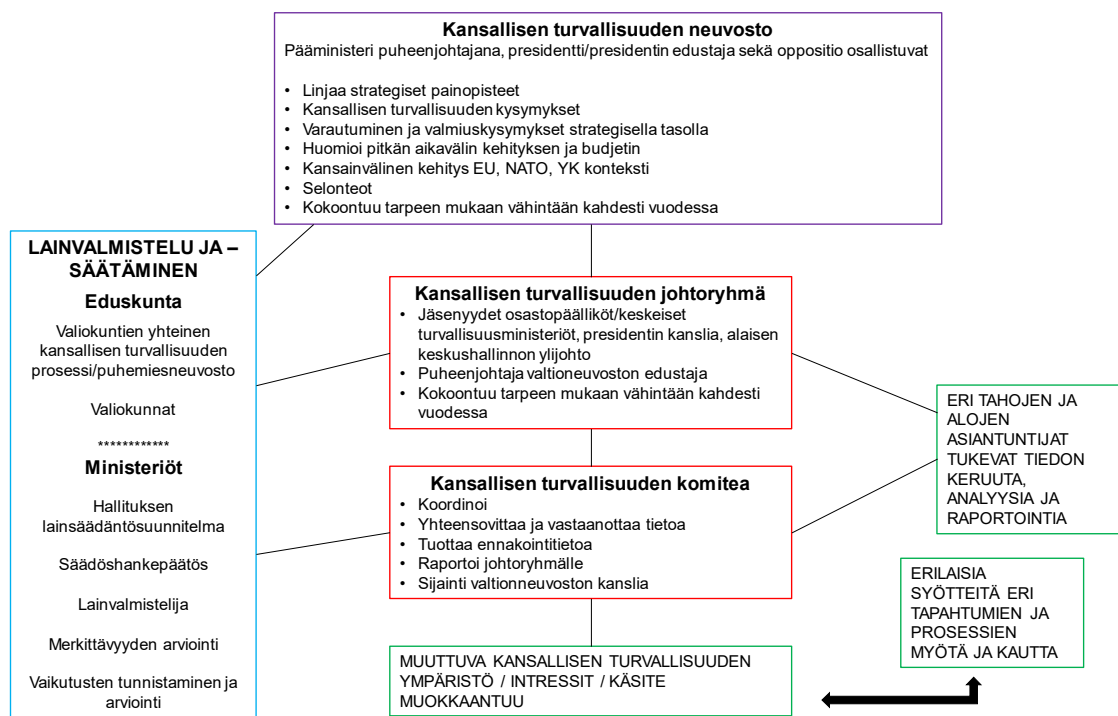 Kansallisen turvallisuuden neuvosto
Pääministeri puheenjohtajana, presidentti/presidentin edustaja sekä oppositio osallistuvat
• Linjaa strategiset painopisteet
• Kansallisen turvallisuuden kysymykset
• Varautuminen ja valmiuskysymykset strategisella tasolla
• Huomioi pitkän aikavälin kehityksen ja budjetin
• Kansainvälinen kehitys EU, NATO, YK konteksti
• Selonteot
• Kokoontuu tarpeen mukaan vähintään kahdesti vuodessa
LAINVALMISTELU JA –
SÄÄTÄMINEN
Eduskunta
Valiokuntien yhteinen
kansallisen turvallisuuden
prosessi/puhemiesneuvosto
Valiokunnat
************
Ministeriöt
Hallituksen
lainsäädäntösuunnitelma
Säädöshankepäätös
Lainvalmistelija
Merkittävyyden arviointi
Vaikutusten tunnistaminen ja
arviointi
Kansallisen turvallisuuden johtoryhmä
• Jäsenyydet osastopäälliköt/keskeiset
turvallisuusministeriöt, presidentin kanslia, alaisen
keskushallinnon ylijohto
• Puheenjohtaja valtioneuvoston edustaja
• Kokoontuu tarpeen mukaan vähintään kahdesti
vuodessa
Kansallisen turvallisuuden komitea
• Koordinoi
• Yhteensovittaa ja vastaanottaa tietoa
• Tuottaa ennakointitietoa
• Raportoi johtoryhmälle
• Sijainti valtionneuvoston kanslia
MUUTTUVA KANSALLISEN TURVALLISUUDEN
YMPÄRISTÖ / INTRESSIT / KÄSITE
MUOKKAANTUU
ERI TAHOJEN JA
ALOJEN
ASIANTUNTIJAT
TUKEVAT TIEDON
KERUUTA,
ANALYYSIA JA
RAPORTOINTIA
ERILAISIA
SYÖTTEITÄ ERI
TAPAHTUMIEN JA
PROSESSIEN
MYÖTÄ JA KAUTTA